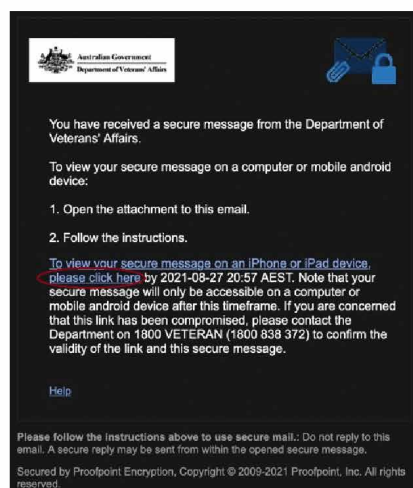 Australian Government
Department of Veterans' Affairs
You have received a secure message from the Department of
Veterans' Affairs.
To view your secure message on a computer or mobile android
device:
1. Open the attachment to this email.
2. Follow the instructions.
To view your secure message on an iPhone or iPad device,
please click here by 2021-08-27 20:57 AEST. Note that your
secure message will only be accessible on a computer or
mobile android device after this timeframe. If you are concerned
that this link has been compromised, please contact the
Department on 1800 VETERAN (1800 838 372) to confirm the
validity of the link and this secure message.
Help
Please follow the instructions above to use secure mail.: Do not reply to this
email. A secure reply may be sent from within the opened secure message.
Secured by Proofpoint Encryption, Copyright © 2009-2021 Proofpoint, Inc. All rights
reserved.